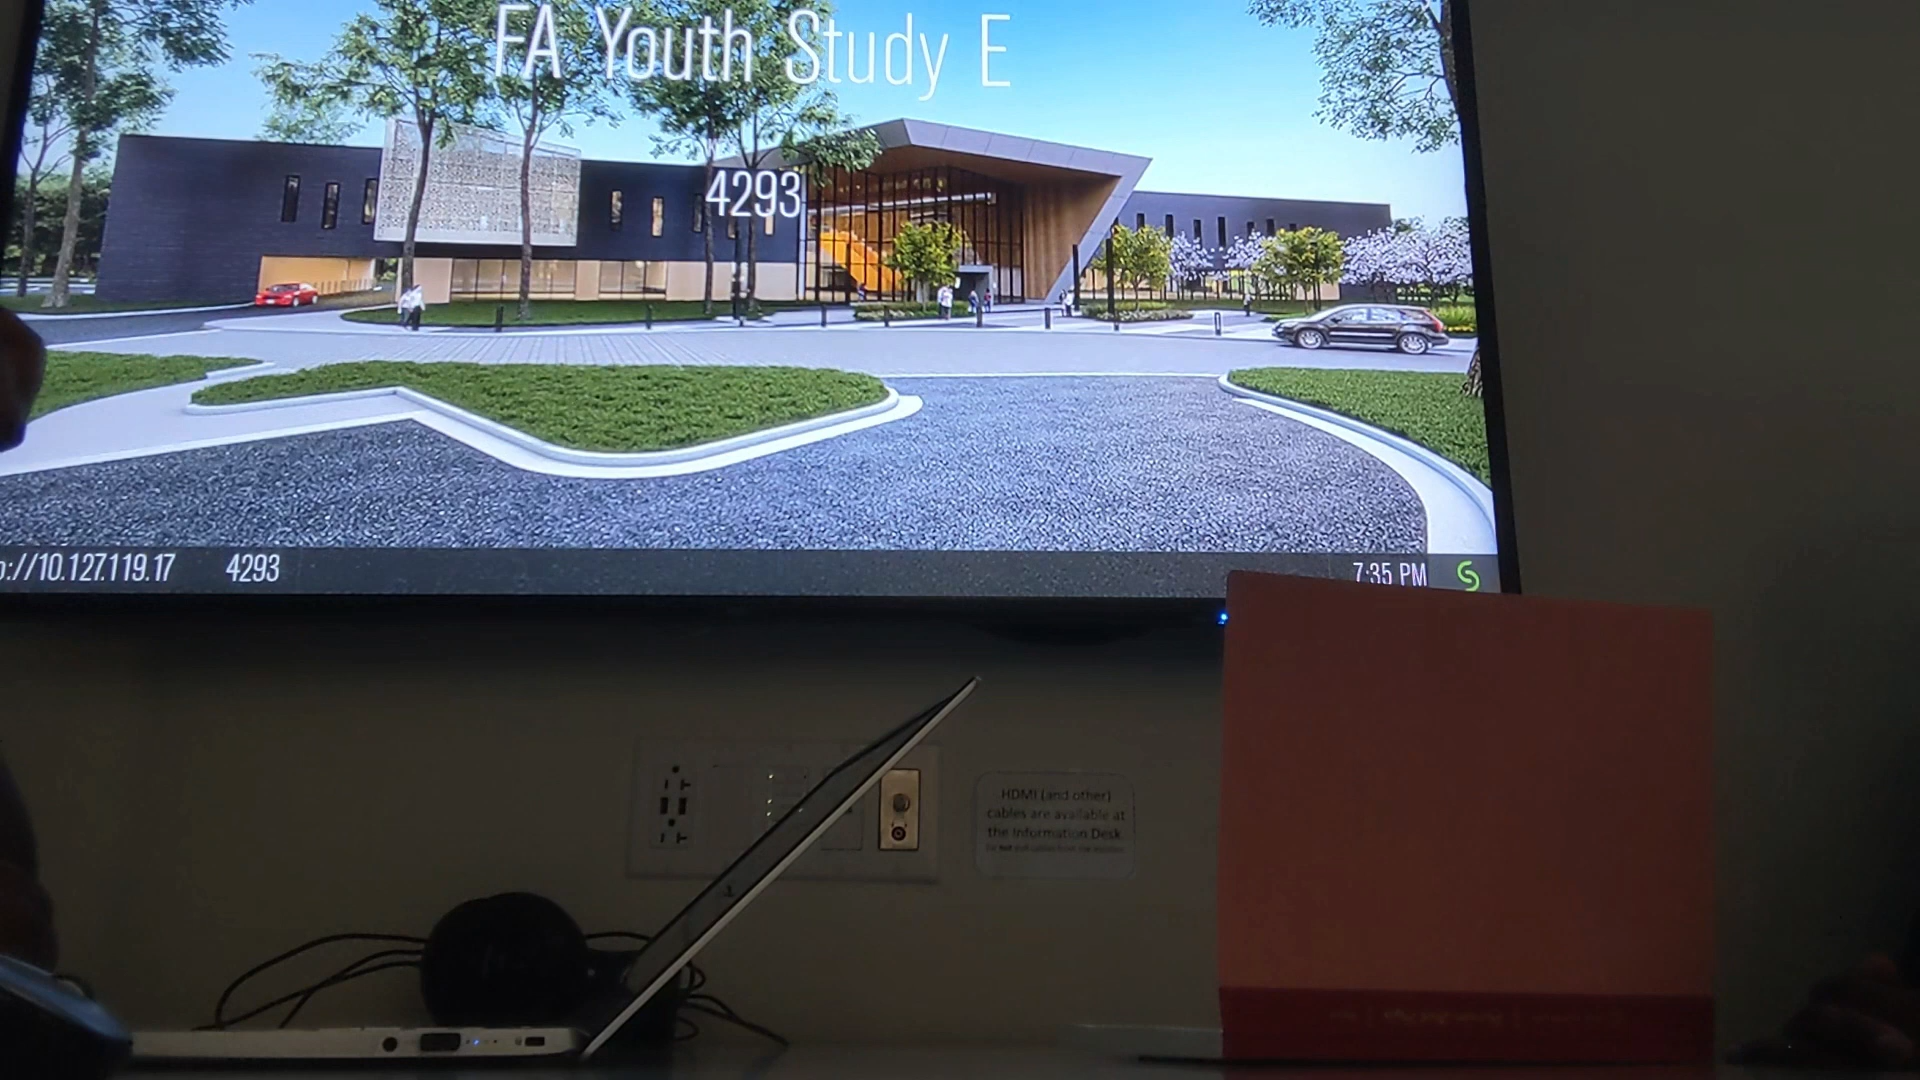 FA Youth Study E
4293
://10.127.119.17 4293
7:35 PM
HDMI (and other)
cables are available at
the Information Desk.